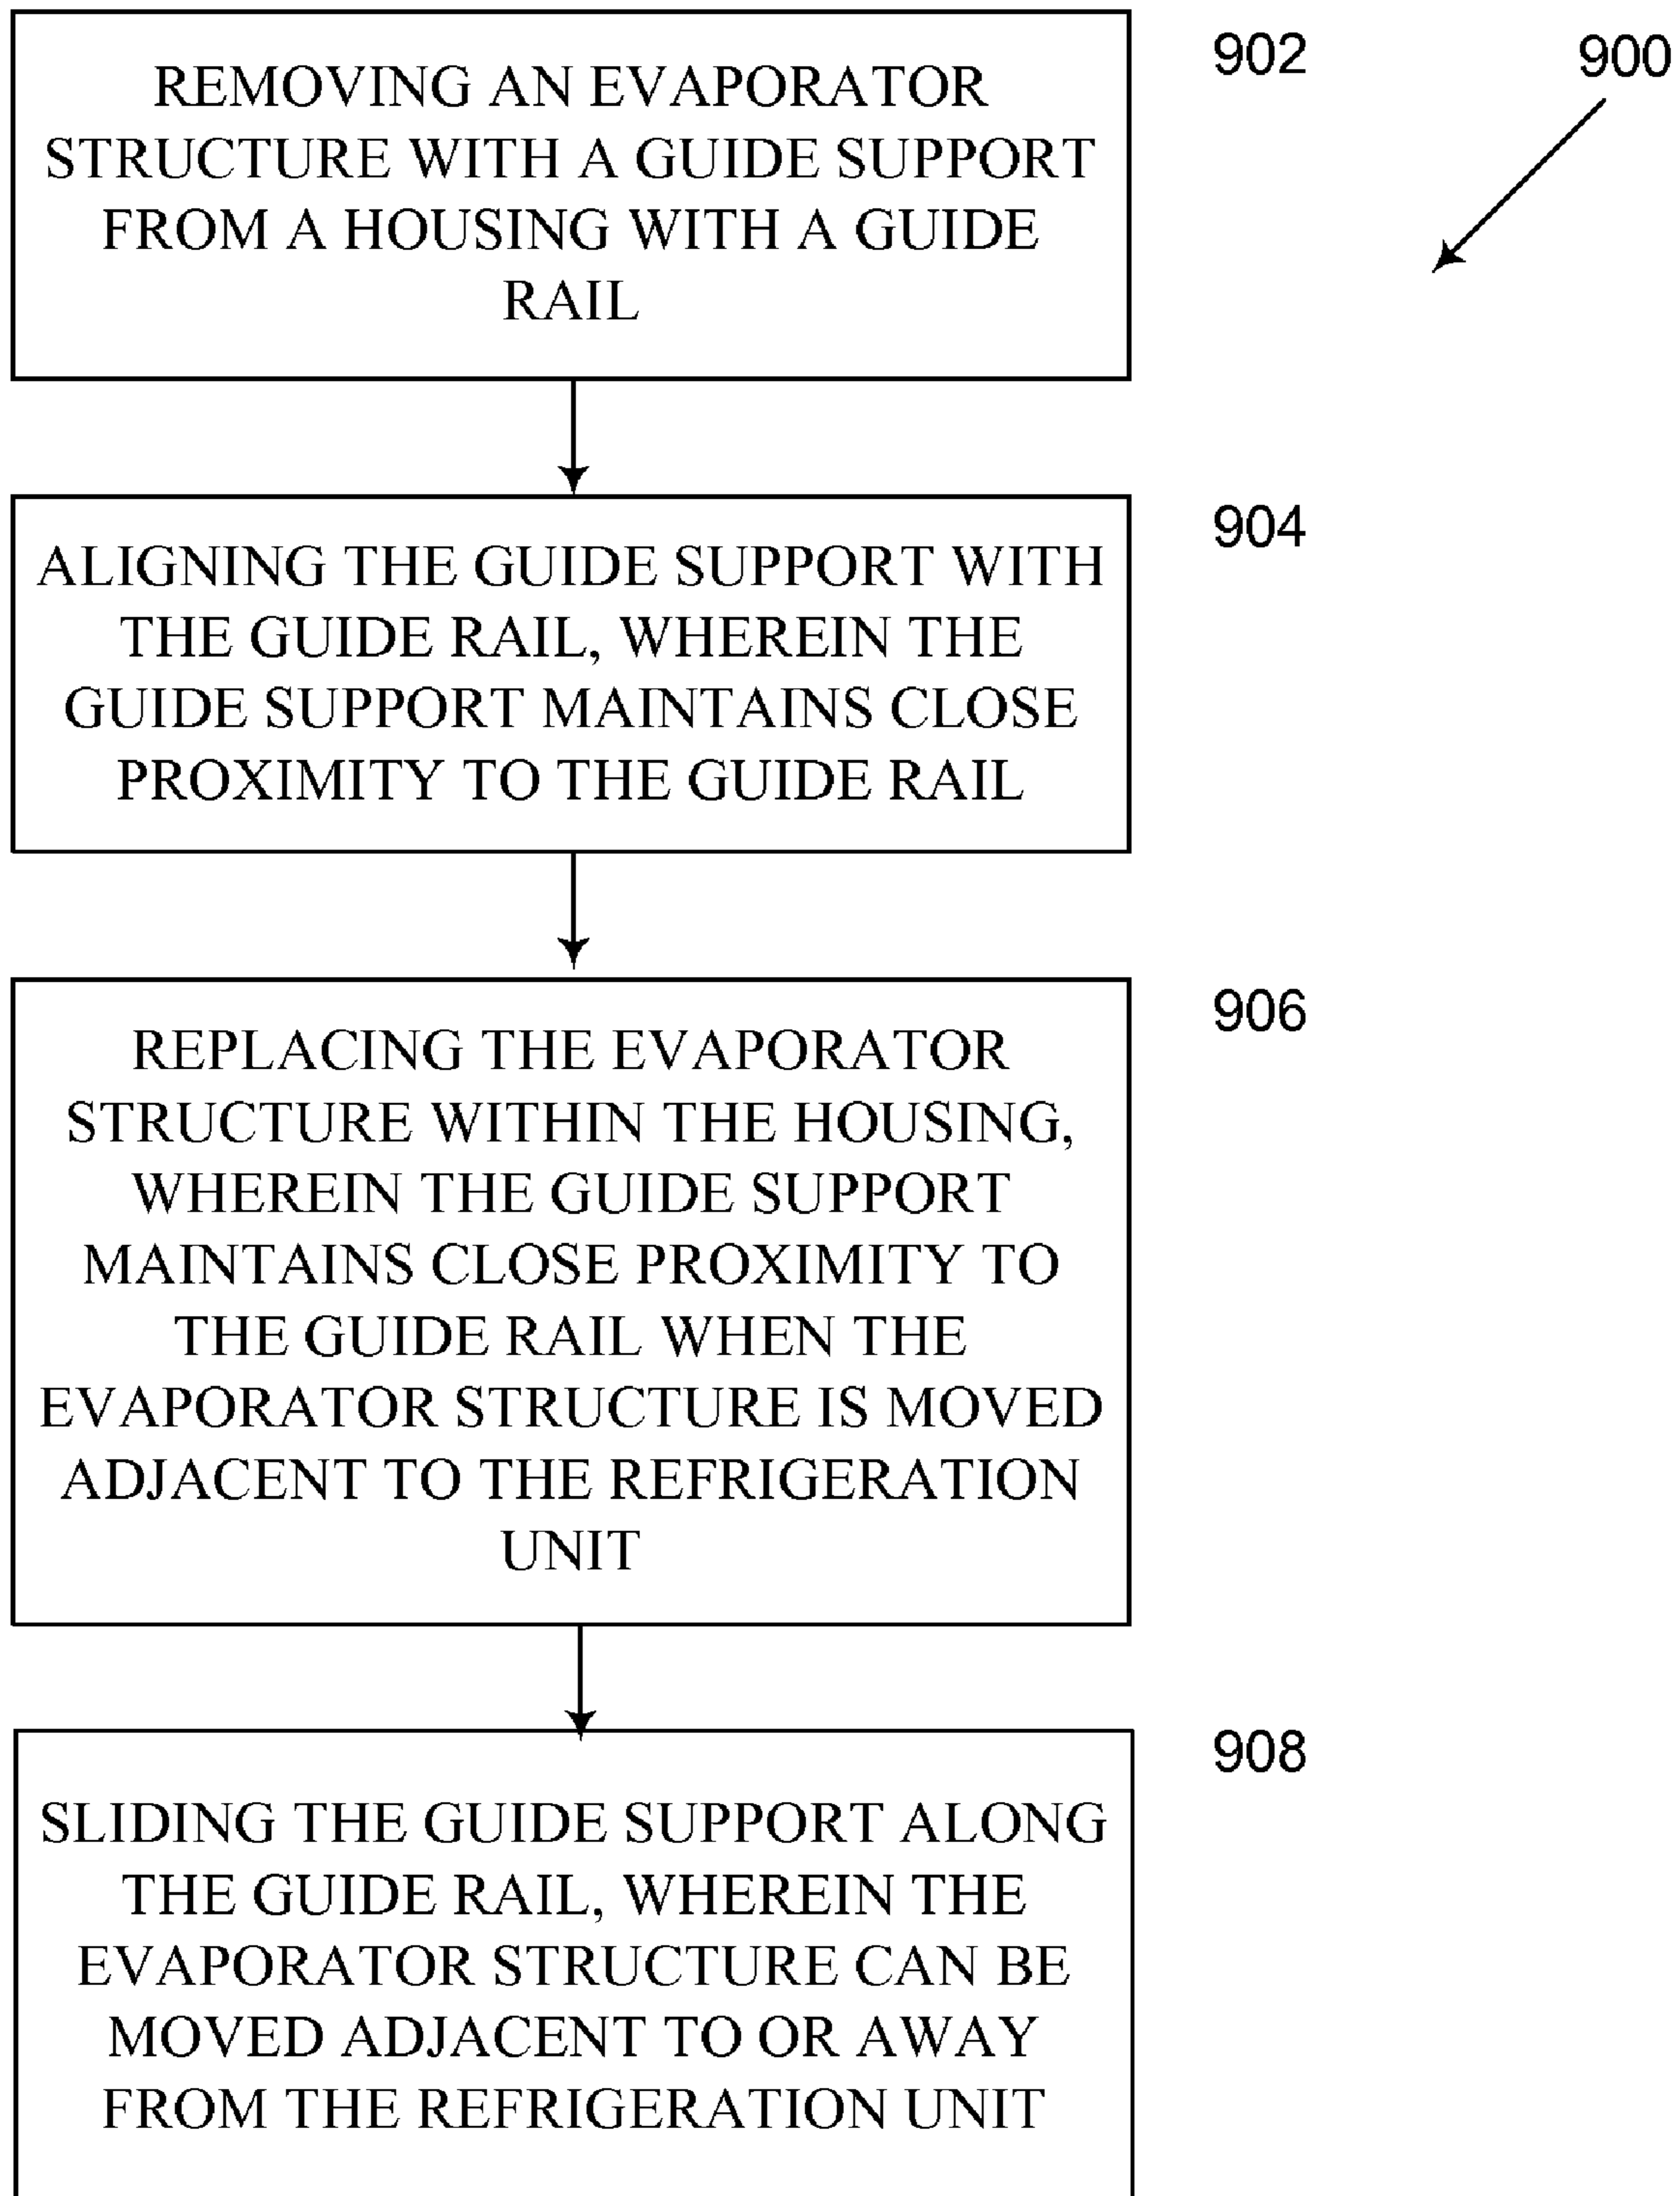 900
902
REMOVING AN EVAPORATOR
STRUCTURE WITH A GUIDE SUPPORT
FROM A HOUSING WITH A GUIDE
RAIL
904
ALIGNING THE GUIDE SUPPORT WITH
THE GUIDE RAIL, WHEREIN THE
GUIDE SUPPORT MAINTAINS CLOSE
PROXIMITY TO THE GUIDE RAIL
906
REPLACING THE EVAPORATOR
STRUCTURE WITHIN THE HOUSING,
WHEREIN THE GUIDE SUPPORT
MAINTAINS CLOSE PROXIMITY TO
THE GUIDE RAIL WHEN THE
EVAPORATOR STRUCTURE IS MOVED
ADJACENT TO THE REFRIGERATION
UNIT
908
SLIDING THE GUIDE SUPPORT ALONG
THE GUIDE RAIL, WHEREIN THE
EVAPORATOR STRUCTURE CAN BE
MOVED ADJACENT TO OR AWAY
FROM THE REFRIGERATION UNIT